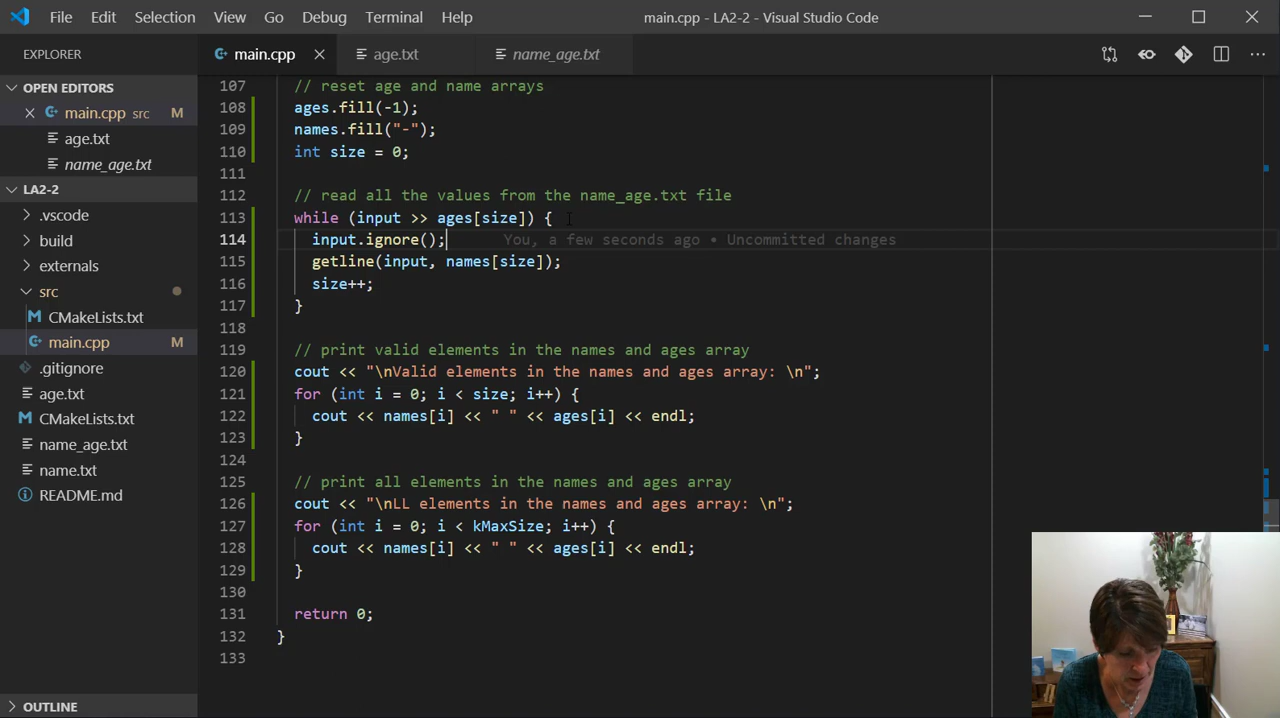 File Edit Selection View Go Debug Terminal Help main.cpp - LA2-2 - Visual Studio Code
EXPLORER
main.cpp
age.txt
name_age.txt
OPEN EDITORS
main.cpp src M
age.txt
name_age.txt
LA2-2
.vscode
build
externals
src
CMakeLists.txt
main.cpp M
.gitignore
age.txt
CMakeLists.txt
name_age.txt
name.txt
README.md
OUTLINE
107 // reset age and name arrays
108 ages.fill(-1);
109 names.fill("-");
110 int size = 0;
111
112 // read all the values from the name_age.txt file
113 while (input >> ages[size]) {
114 input.ignore(); You, a few seconds ago • Uncommitted changes
115 getline(input, names[size]);
116 size++;
117 }
118
119 // print valid elements in the names and ages array
120 cout << "\nValid elements in the names and ages array: \n";
121 for (int i = 0; i < size; i++) {
122 cout << names[i] << " " << ages[i] << endl;
123 }
124
125 // print all elements in the names and ages array
126 cout << "\nLL elements in the names and ages array: \n";
127 for (int i = 0; i < kMaxSize; i++) {
128 cout << names[i] << " " << ages[i] << endl;
129 }
130
131 return 0;
132 }
133